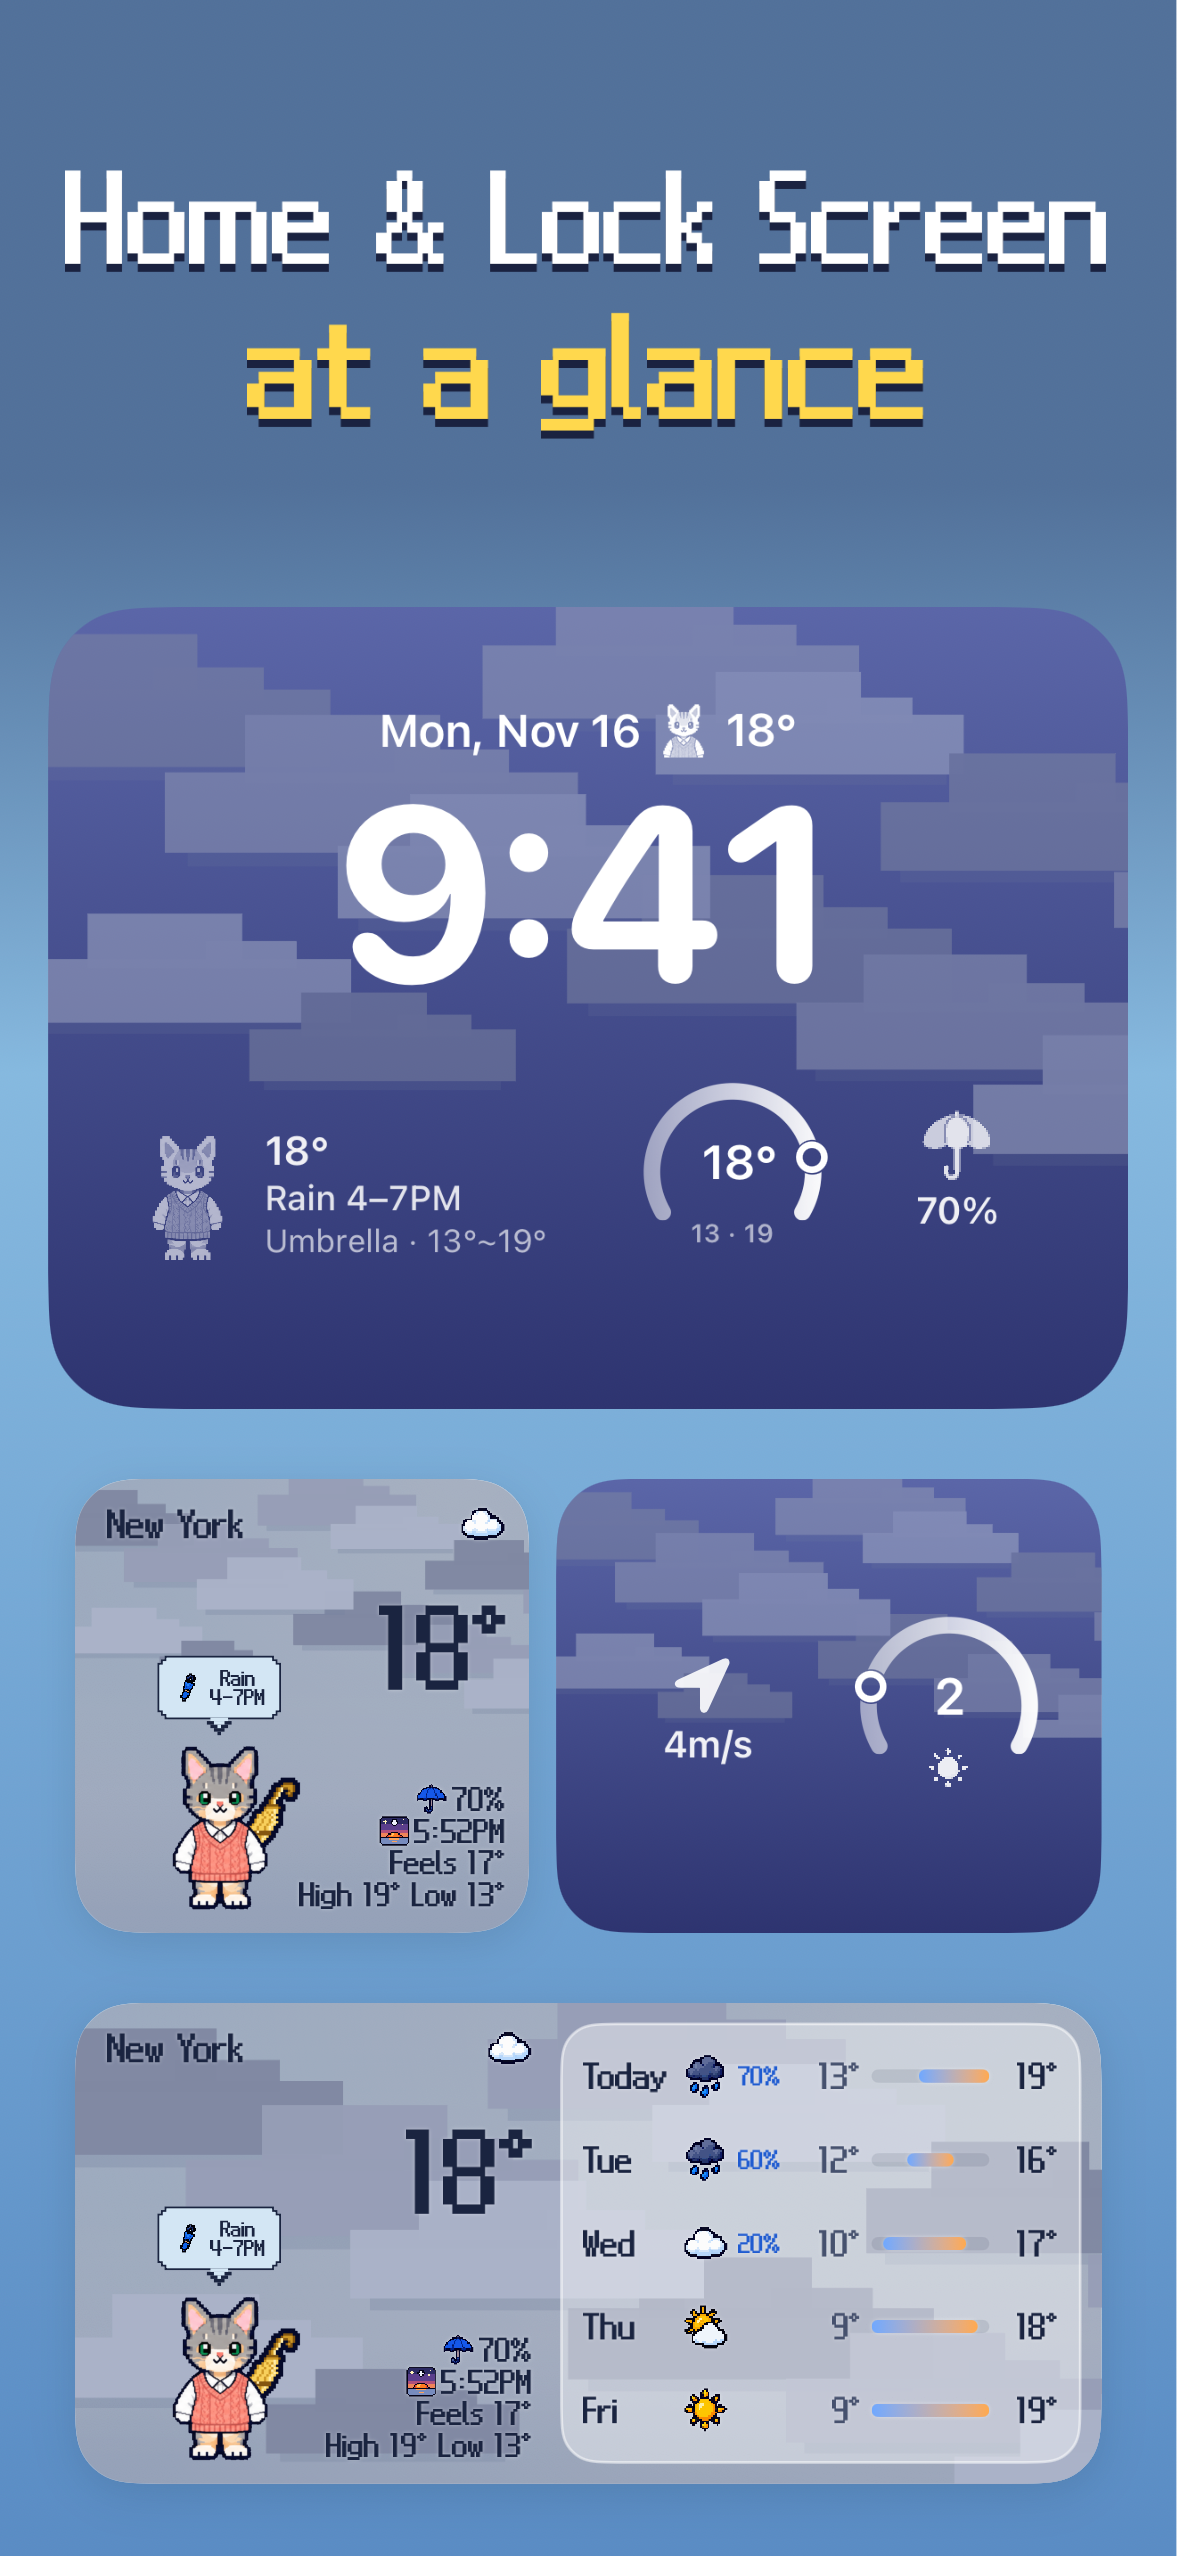 Home & Lock Screen
at a glance
Mon, Nov 16 18°
9:41
18°
Rain 4–7PM
Umbrella · 13°~19°
18°
13 · 19
70%
New York
18°
Rain
4-7PM
70%
5:52PM
Feels 17°
High 19° Low 13°
4m/s
2
New York
18°
Rain
4-7PM
70%
5:52PM
Feels 17°
High 19° Low 13°
Today 70% 13° 19°
Tue 60% 12° 16°
Wed 20% 10° 17°
Thu 9° 18°
Fri 9° 19°